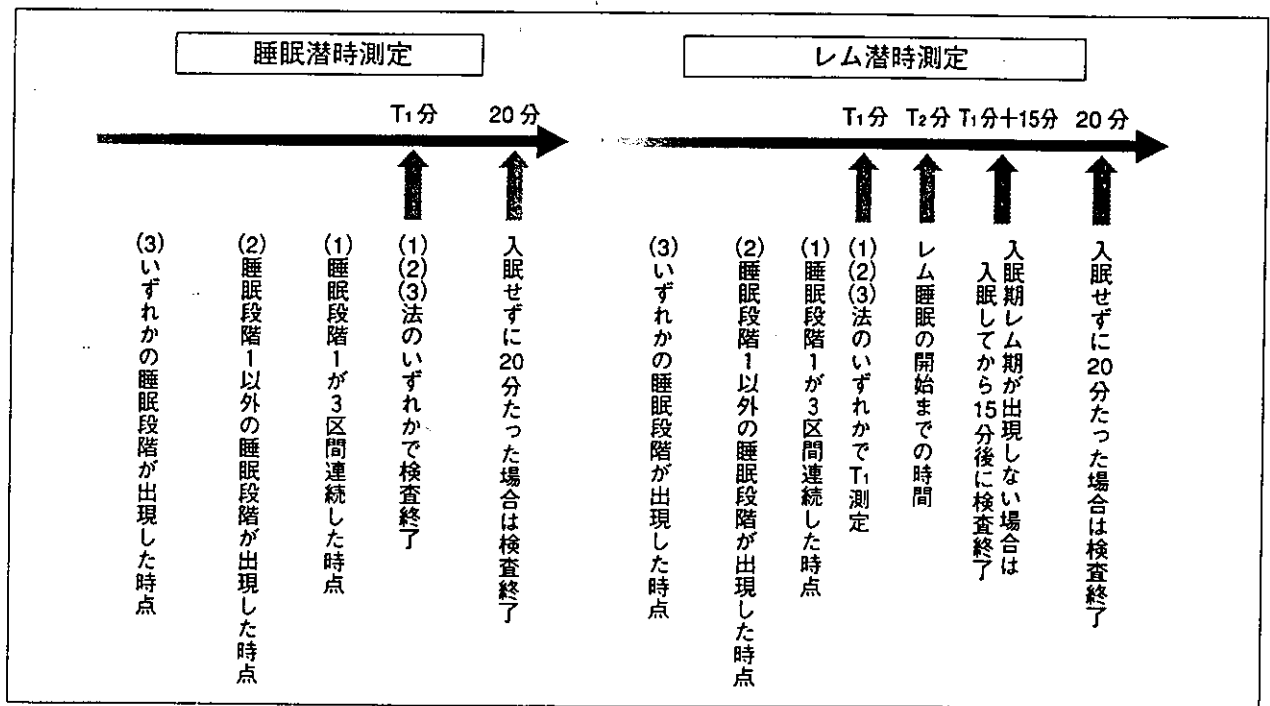 睡眠潜時測定
T₁分
20分
入眠せずに20分たった場合は検査終了
(1)(2)(3)法のいずれかで検査終了
(1)睡眠段階1が3区間連続した時点
(2)睡眠段階1以外の睡眠段階が出現した時点
(3)いずれかの睡眠段階が出現した時点
レム潜時測定
T₁分
T₂分
T₁分+15分
20分
入眠せずに20分たった場合は検査終了
入眠期レム期が出現しない場合は
入眠してから15分後に検査終了
レム睡眠の開始までの時間
(1)(2)(3)法のいずれかでT₁測定
(1)睡眠段階1が3区間連続した時点
(2)睡眠段階1以外の睡眠段階が出現した時点
(3)いずれかの睡眠段階が出現した時点